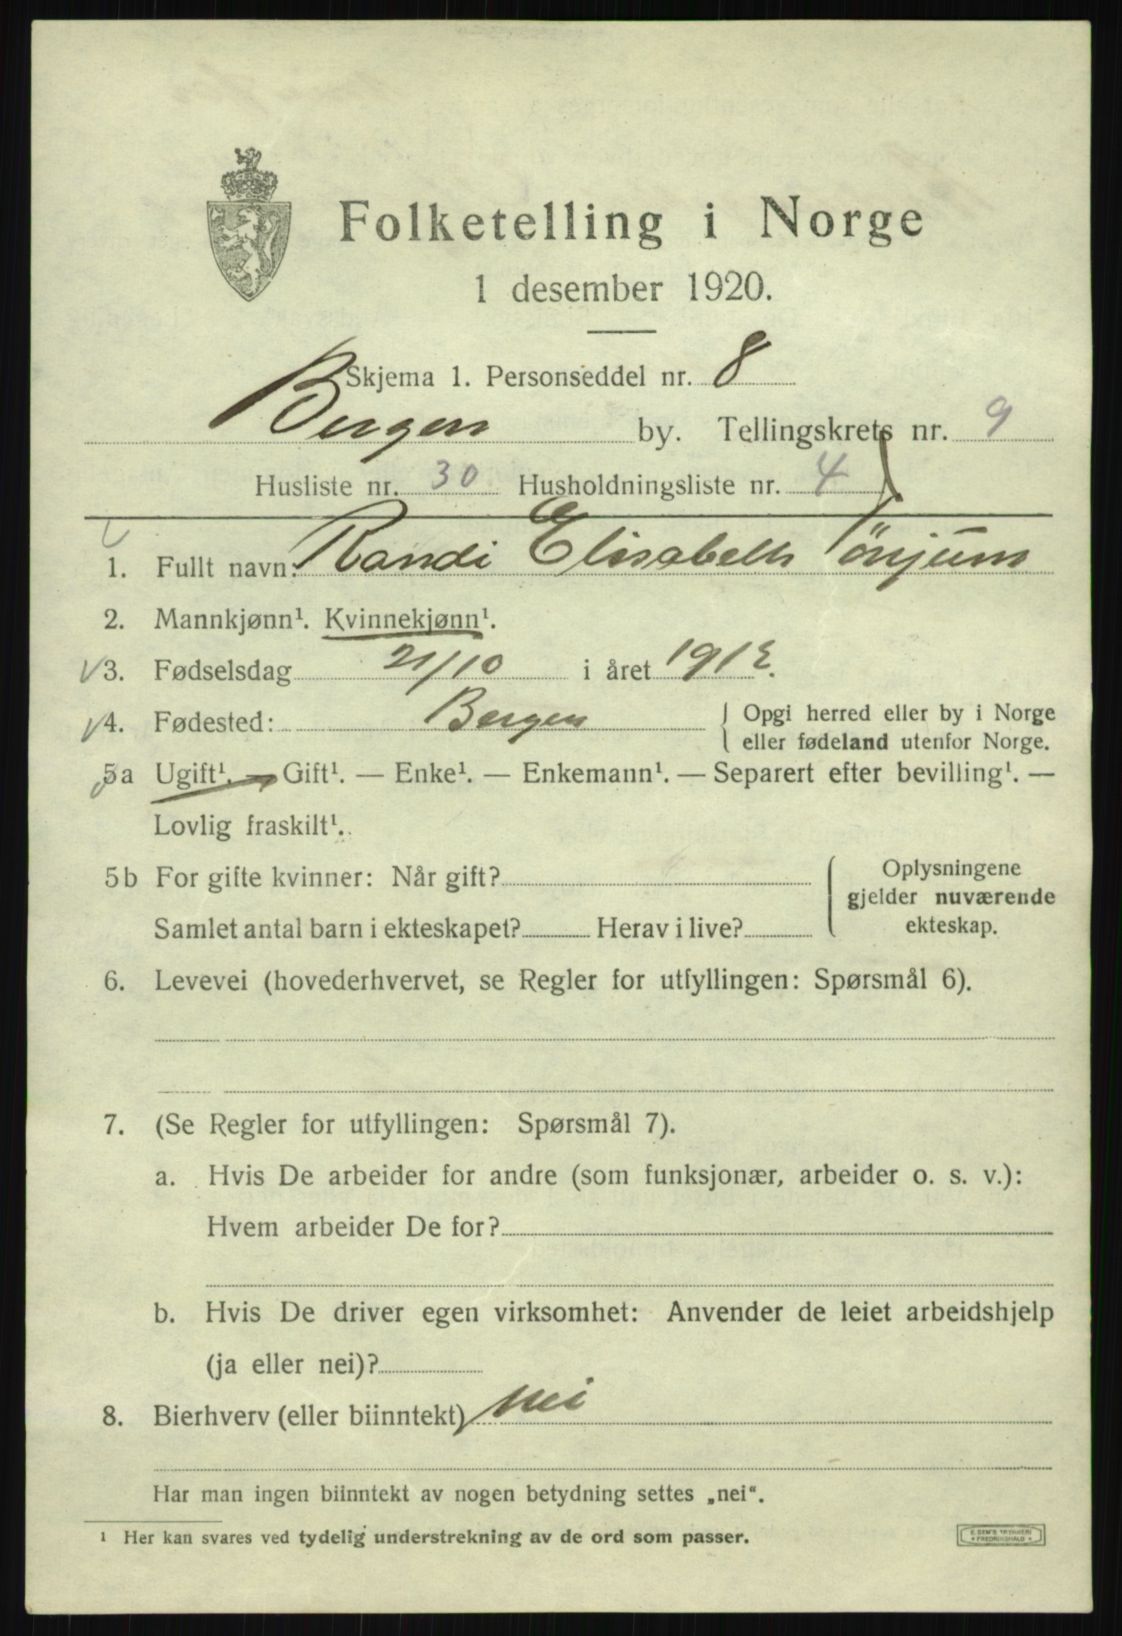 Folketelling i Norge
1 desember 1920.
Skjema 1. Personseddel nr. 8
Bergen by. Tellingskrets nr. 9
Husliste nr. 30 Husholdningsliste nr. 4
1. Fullt navn: Randi Elisabeth Tönjum
2. Mannkjønn¹. Kvinnekjønn¹.
3. Fødselsdag 21/10 i året 1912.
4. Fødested: Bergen { Opgi herred eller by i Norge
eller fødeland utenfor Norge.
5a Ugift¹. — Gift¹. — Enke¹. — Enkemann¹. — Separert efter bevilling¹. —
Lovlig fraskilt¹.
5b For gifte kvinner: Når gift? { Oplysningene
gjelder nuværende
Samlet antal barn i ekteskapet? Herav i live? ekteskap.
6. Levevei (hovederhvervet, se Regler for utfyllingen: Spørsmål 6).
7. (Se Regler for utfyllingen: Spørsmål 7).
a. Hvis De arbeider for andre (som funksjonær, arbeider o. s. v.):
Hvem arbeider De for?
b. Hvis De driver egen virksomhet: Anvender de leiet arbeidshjelp
(ja eller nei)?
8. Bierhverv (eller biinntekt) nei
Har man ingen biinntekt av nogen betydning settes „nei“.
¹ Her kan svares ved tydelig understrekning av de ord som passer.
E. SEM'S TRYKKERI
FREDRIKSHALD